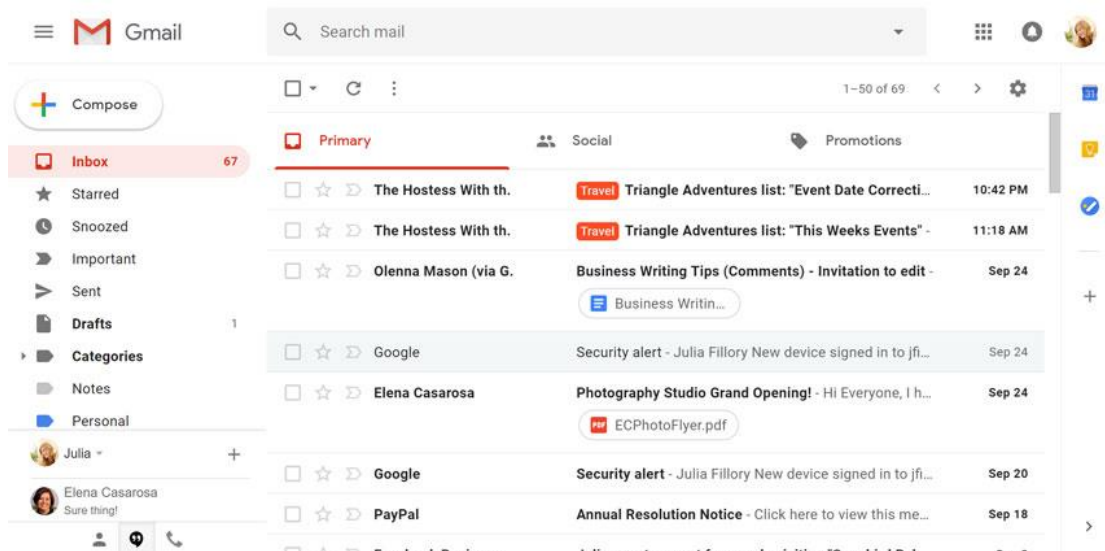 Gmail
Search mail
Compose
1–50 of 69
31
Primary
Social
Promotions
Inbox 67
Starred
Snoozed
Important
Sent
Drafts 1
Categories
Notes
Personal
Julia
Elena Casarosa
Sure thing!
The Hostess With th. Travel Triangle Adventures list: "Event Date Correcti... 10:42 PM
The Hostess With th. Travel Triangle Adventures list: "This Weeks Events" - 11:18 AM
Olenna Mason (via G. Business Writing Tips (Comments) - Invitation to edit - Sep 24
Business Writin...
Google Security alert - Julia Fillory New device signed in to jfi... Sep 24
Elena Casarosa Photography Studio Grand Opening! - Hi Everyone, I h... Sep 24
PDF ECPhotoFlyer.pdf
Google Security alert - Julia Fillory New device signed in to jfi... Sep 20
PayPal Annual Resolution Notice - Click here to view this me... Sep 18